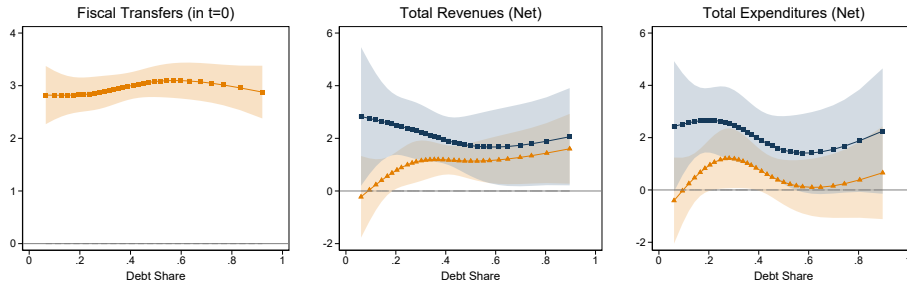 Fiscal Transfers (in t=0)
4
3
2
1
0
0 .2 .4 .6 .8 1
Debt Share
Total Revenues (Net)
6
4
2
0
-2
0 .2 .4 .6 .8 1
Debt Share
Total Expenditures (Net)
6
4
2
0
-2
0 .2 .4 .6 .8 1
Debt Share